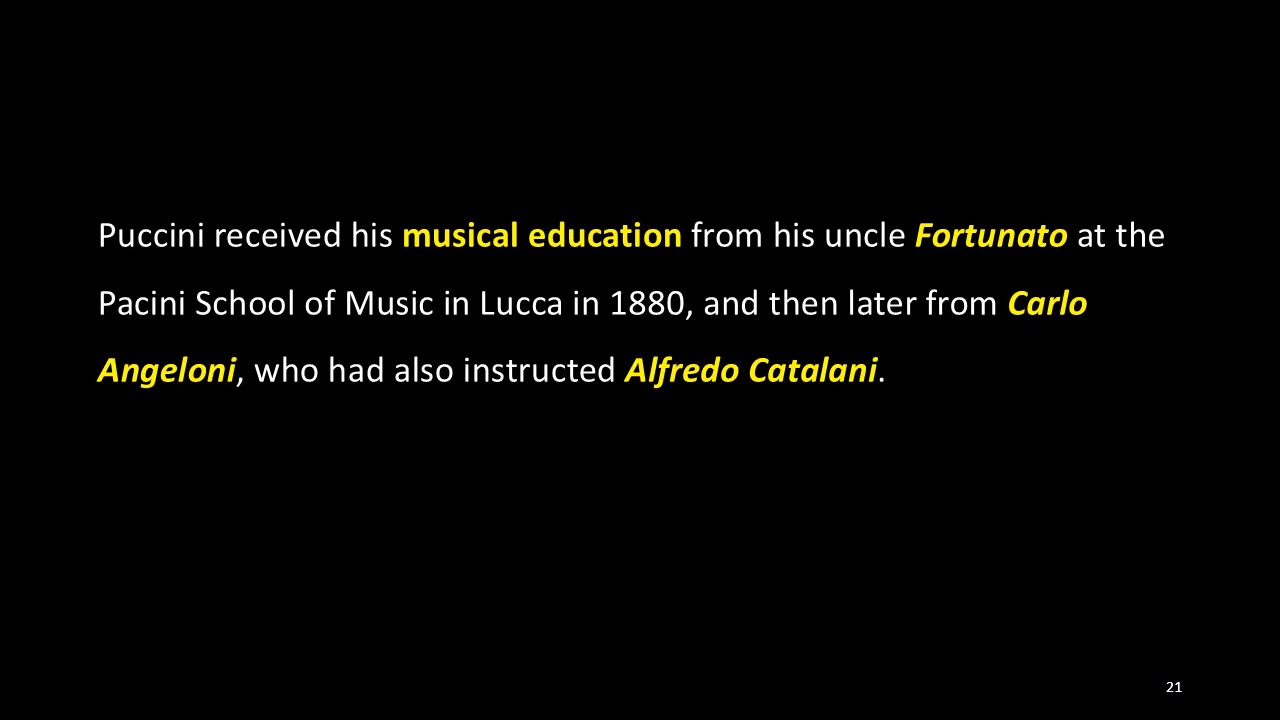 Puccini received his musical education from his uncle Fortunato at the
Pacini School of Music in Lucca in 1880, and then later from Carlo
Angeloni, who had also instructed Alfredo Catalani.
21